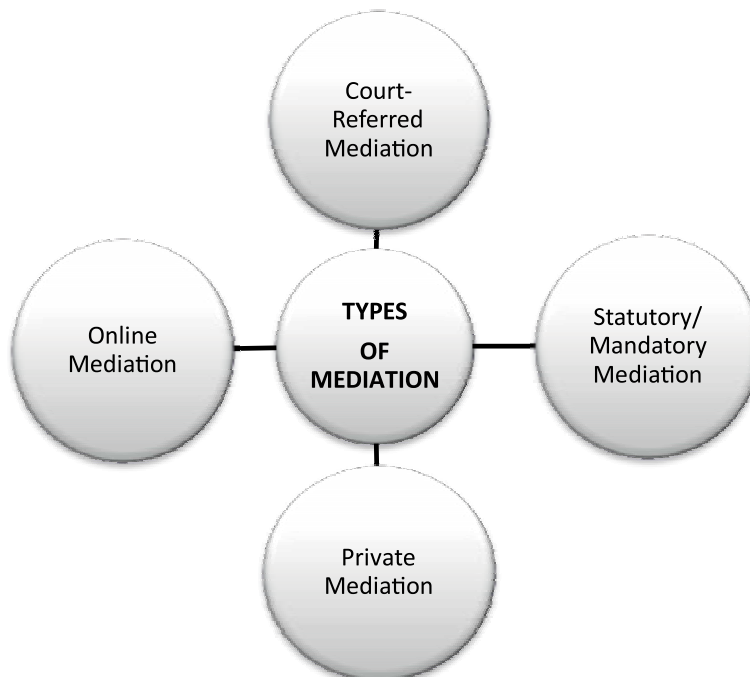 Court-
Referred
Mediation
Online
Mediation
TYPES
OF
MEDIATION
Statutory/
Mandatory
Mediation
Private
Mediation